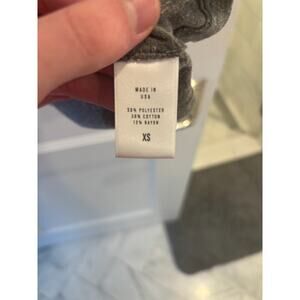 MADE IN
USA
50% POLYESTER
38% COTTON
12% RAYON
XS